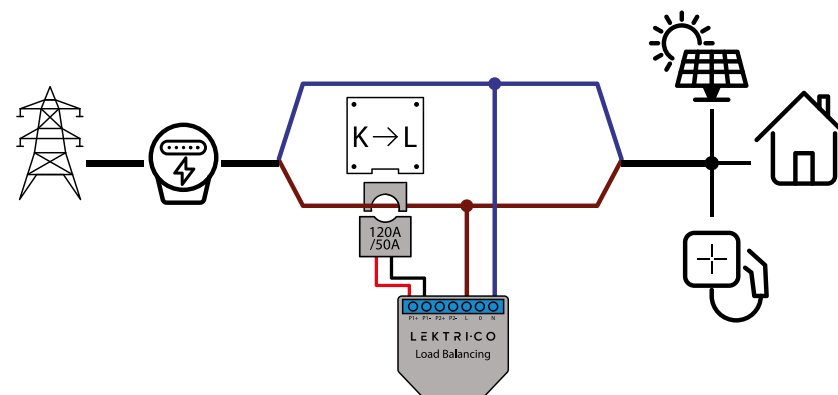 K→L
120A
/50A
P1+ P1- P2+ P2- L 0 N
LEKTRI·CO
Load Balancing